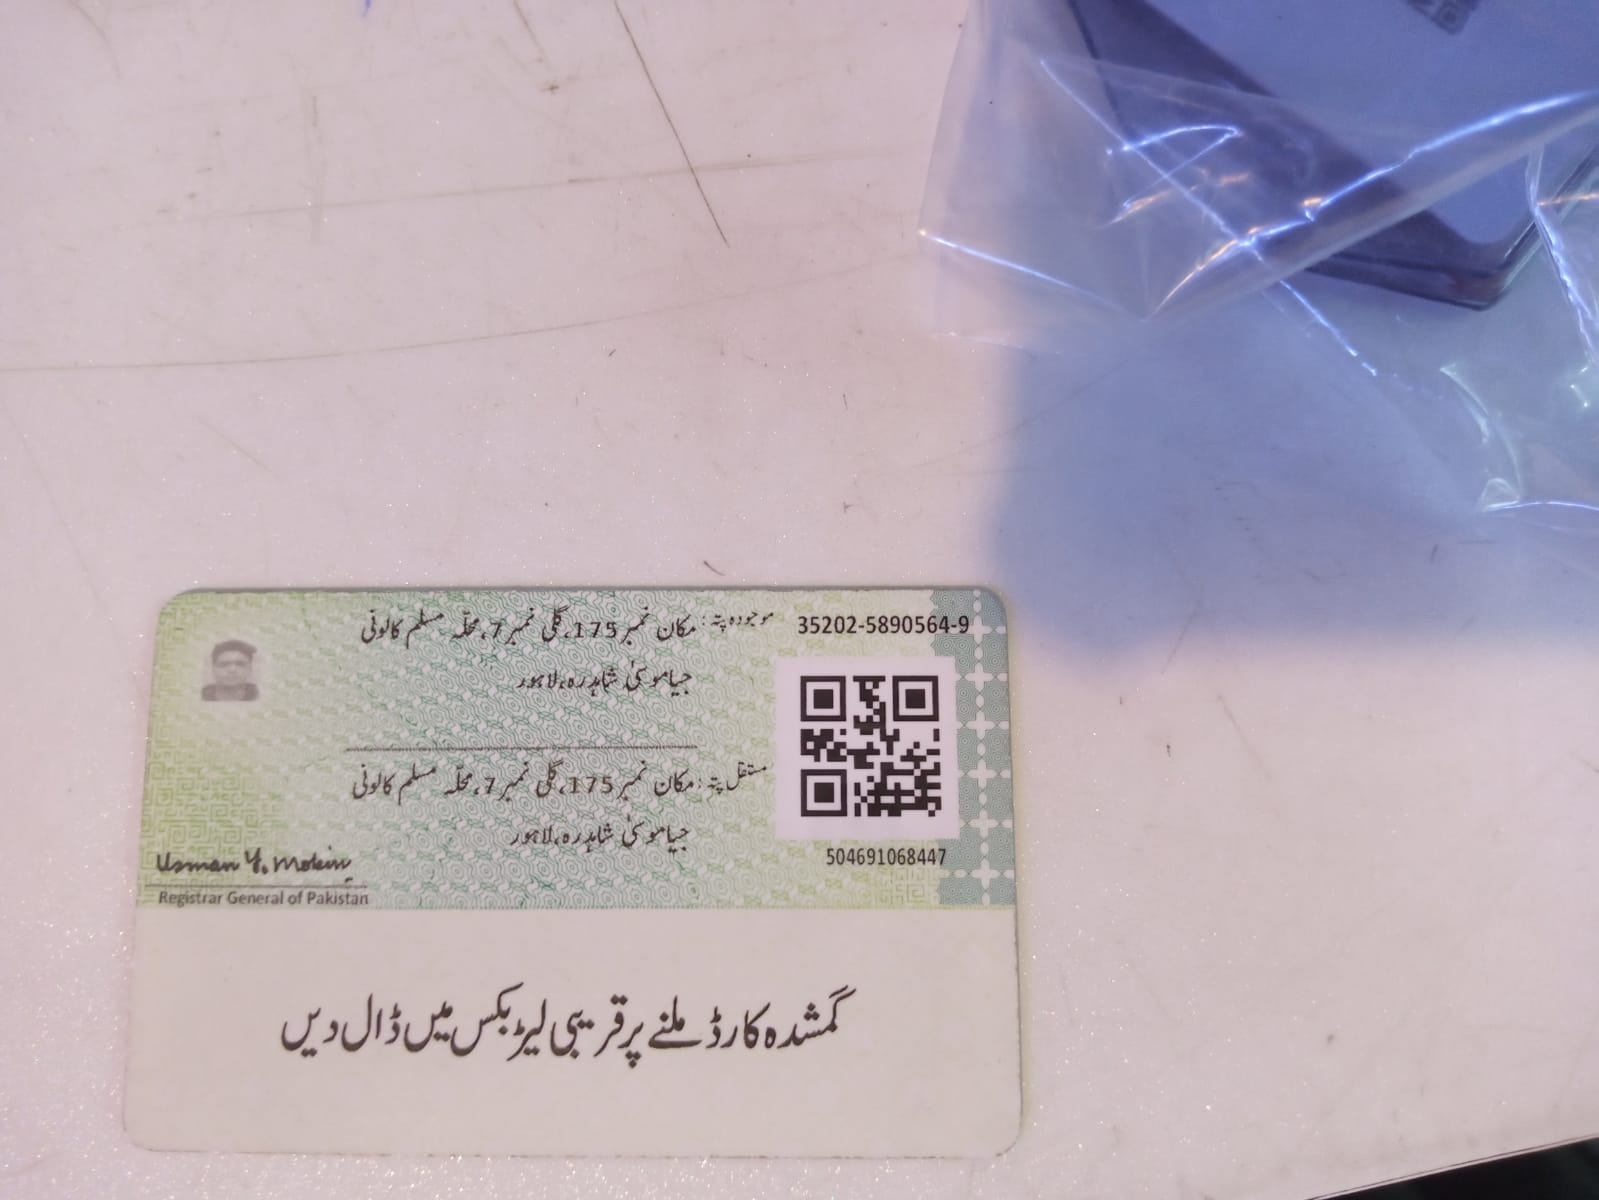 35202-5890564-9
موجودہ پتہ: مکان نمبر 175، گلی نمبر 7، محلّہ مسلم کالونی
جیا موسیٰ شاہدرہ، لاہور
مستقل پتہ: مکان نمبر 175، گلی نمبر 7، محلّہ مسلم کالونی
جیا موسیٰ شاہدرہ، لاہور
504691068447
Usman Y. Mobin
Registrar General of Pakistan
گمشدہ کارڈ ملنے پر قریبی لیٹر بکس میں ڈال دیں